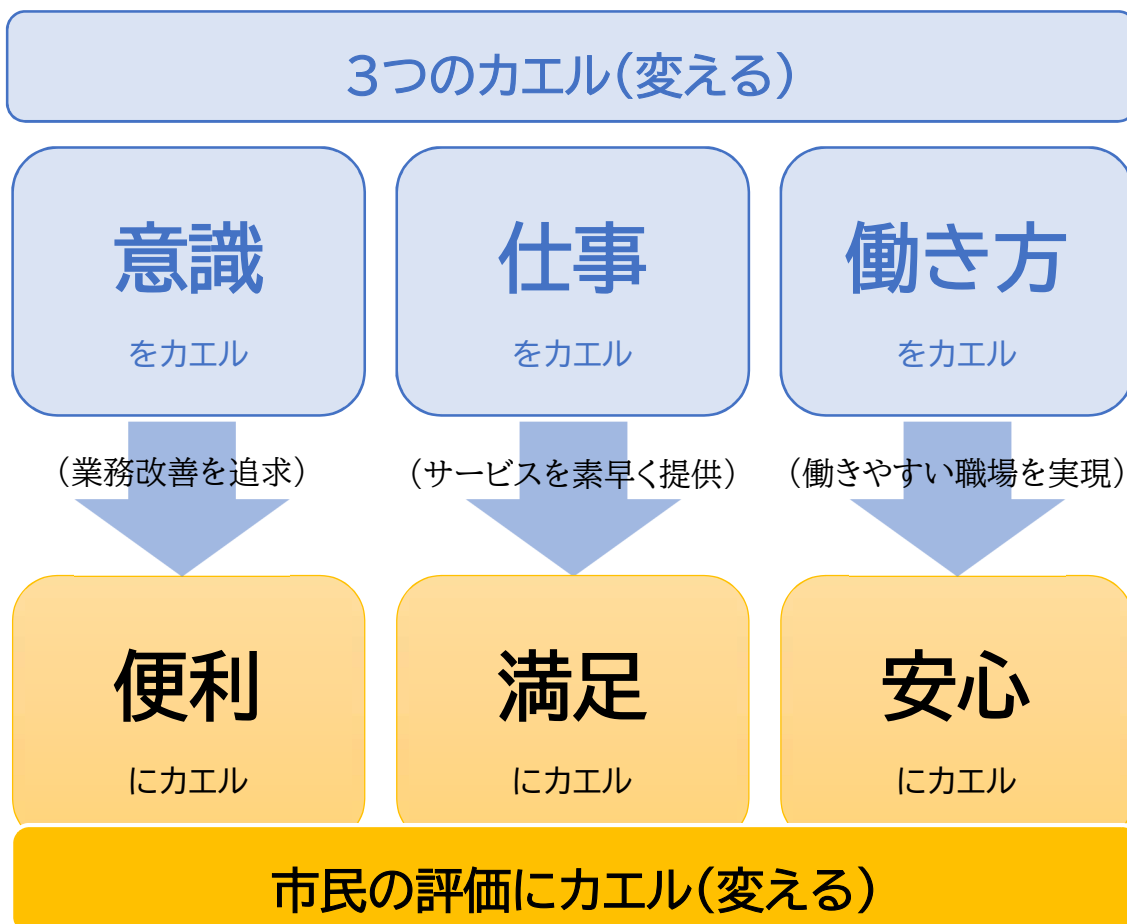 ３つのカエル（変える）
意識
をカエル
仕事
をカエル
働き方
をカエル
（業務改善を追求）
（サービスを素早く提供）
（働きやすい職場を実現）
便利
にカエル
満足
にカエル
安心
にカエル
市民の評価にカエル（変える）